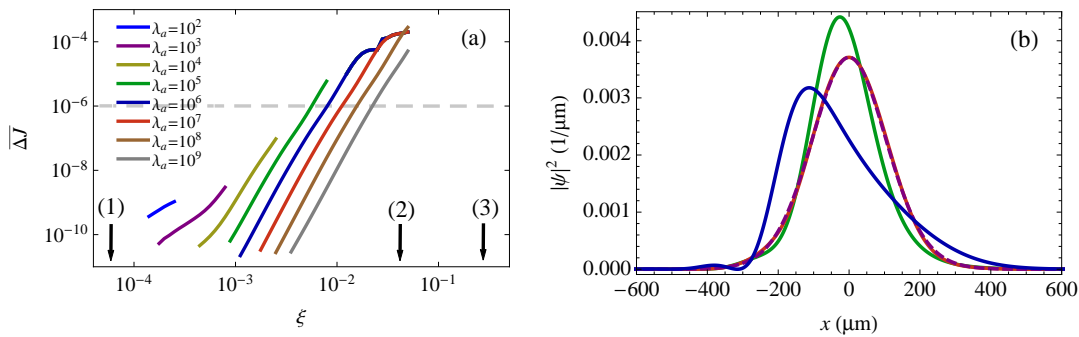 10⁻⁴
10⁻⁶
10⁻⁸
10⁻¹⁰
ΔJ̅
λₐ=10²
λₐ=10³
λₐ=10⁴
λₐ=10⁵
λₐ=10⁶
λₐ=10⁷
λₐ=10⁸
λₐ=10⁹
(a)
(1)
(2)
(3)
10⁻⁴ 10⁻³ 10⁻² 10⁻¹
ξ
(b)
|ψ|² (1/μm)
0.004
0.003
0.002
0.001
0.000
−600 −400 −200 0 200 400 600
x (μm)